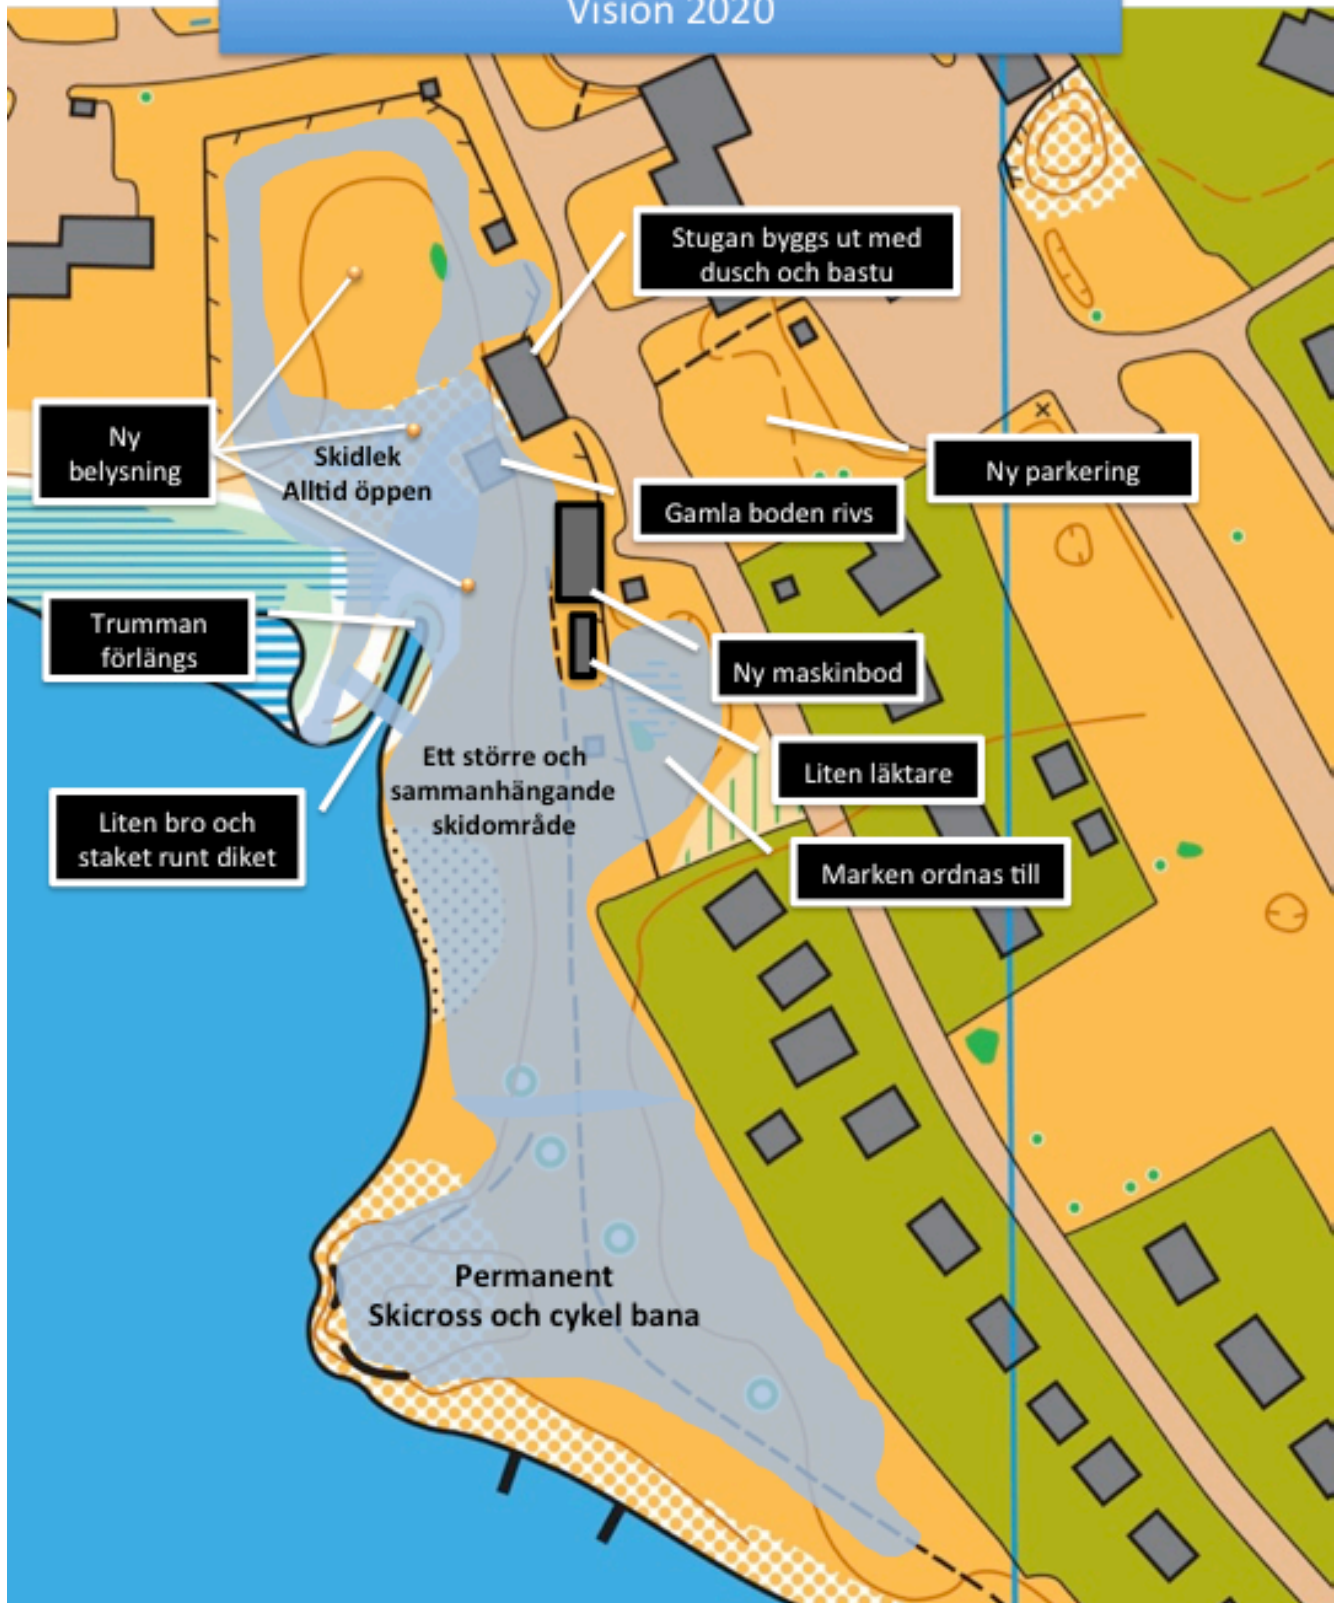 Vision 2020
Stugan byggs ut med
dusch och bastu
Ny
belysning
Skidlek
Alltid öppen
Ny parkering
Gamla boden rivs
Trumman
förlängs
Ny maskinbod
Ett större och
sammanhängande
skidområde
Liten läktare
Liten bro och
staket runt diket
Marken ordnas till
Permanent
Skicross och cykel bana